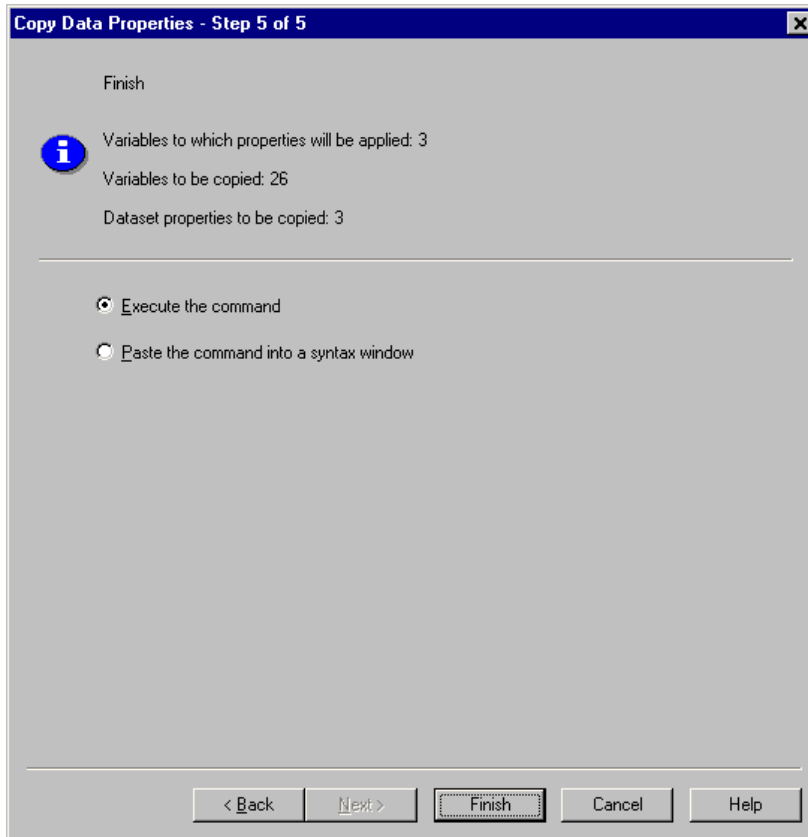 Copy Data Properties - Step 5 of 5
Finish
Variables to which properties will be applied: 3
Variables to be copied: 26
Dataset properties to be copied: 3
Execute the command
Paste the command into a syntax window
< Back Next > Finish Cancel Help